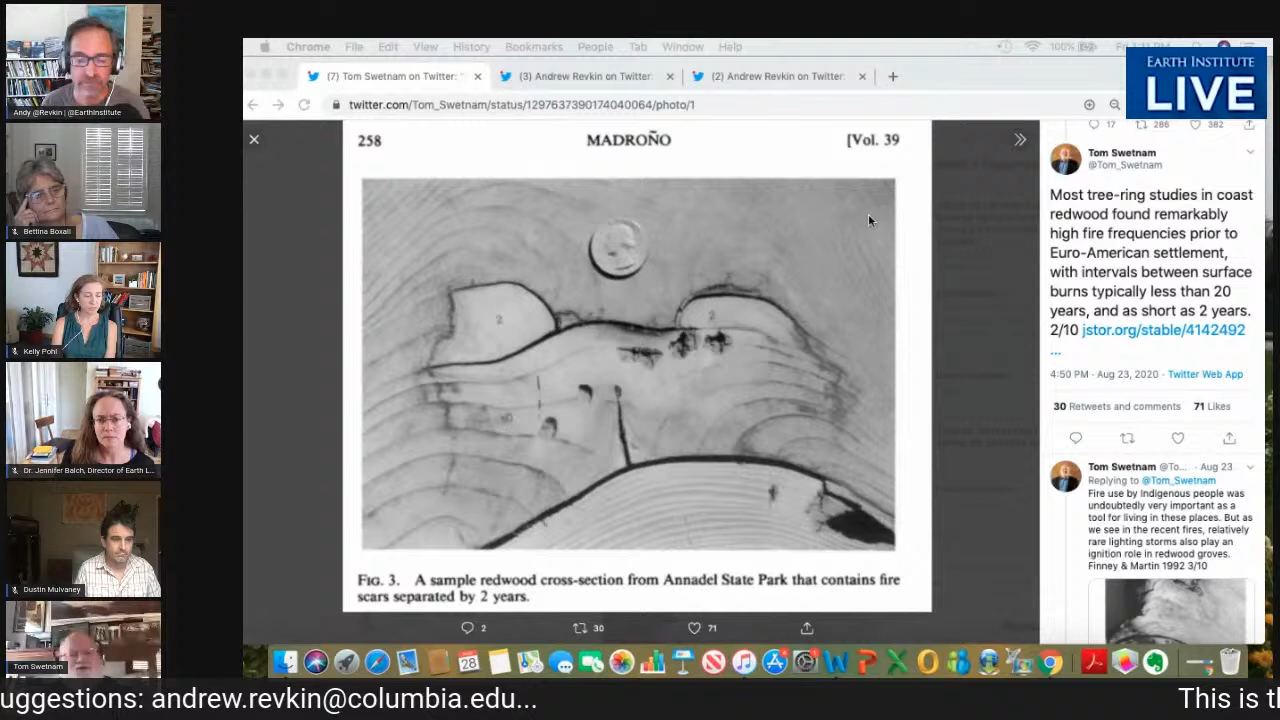 Chrome File Edit View History Bookmarks People Tab Window Help
100%
(7) Tom Swetnam on Twitter: "
(3) Andrew Revkin on Twitter:
(2) Andrew Revkin on Twitter:
twitter.com/Tom_Swetnam/status/1297637390174040064/photo/1
EARTH INSTITUTE
LIVE
Andy @Revkin | @EarthInstitute
Bettina Boxall
Kelly Pohl
Dr. Jennifer Balch, Director of Earth L...
Dustin Mulvaney
Tom Swetnam
258 MADROÑO [Vol. 39
2
2
FIG. 3. A sample redwood cross-section from Annadel State Park that contains fire
scars separated by 2 years.
2 30 71
17 286 382
Tom Swetnam
@Tom_Swetnam
Most tree-ring studies in coast
redwood found remarkably
high fire frequencies prior to
Euro-American settlement,
with intervals between surface
burns typically less than 20
years, and as short as 2 years.
2/10 jstor.org/stable/4142492
...
4:50 PM · Aug 23, 2020 · Twitter Web App
30 Retweets and comments 71 Likes
Tom Swetnam @To... · Aug 23
Replying to @Tom_Swetnam
Fire use by Indigenous people was
undoubtedly very important as a
tool for living in these places. But as
we see in the recent fires, relatively
rare lighting storms also play an
ignition role in redwood groves.
Finney & Martin 1992 3/10
28
uggestions: andrew.revkin@columbia.edu... This is t